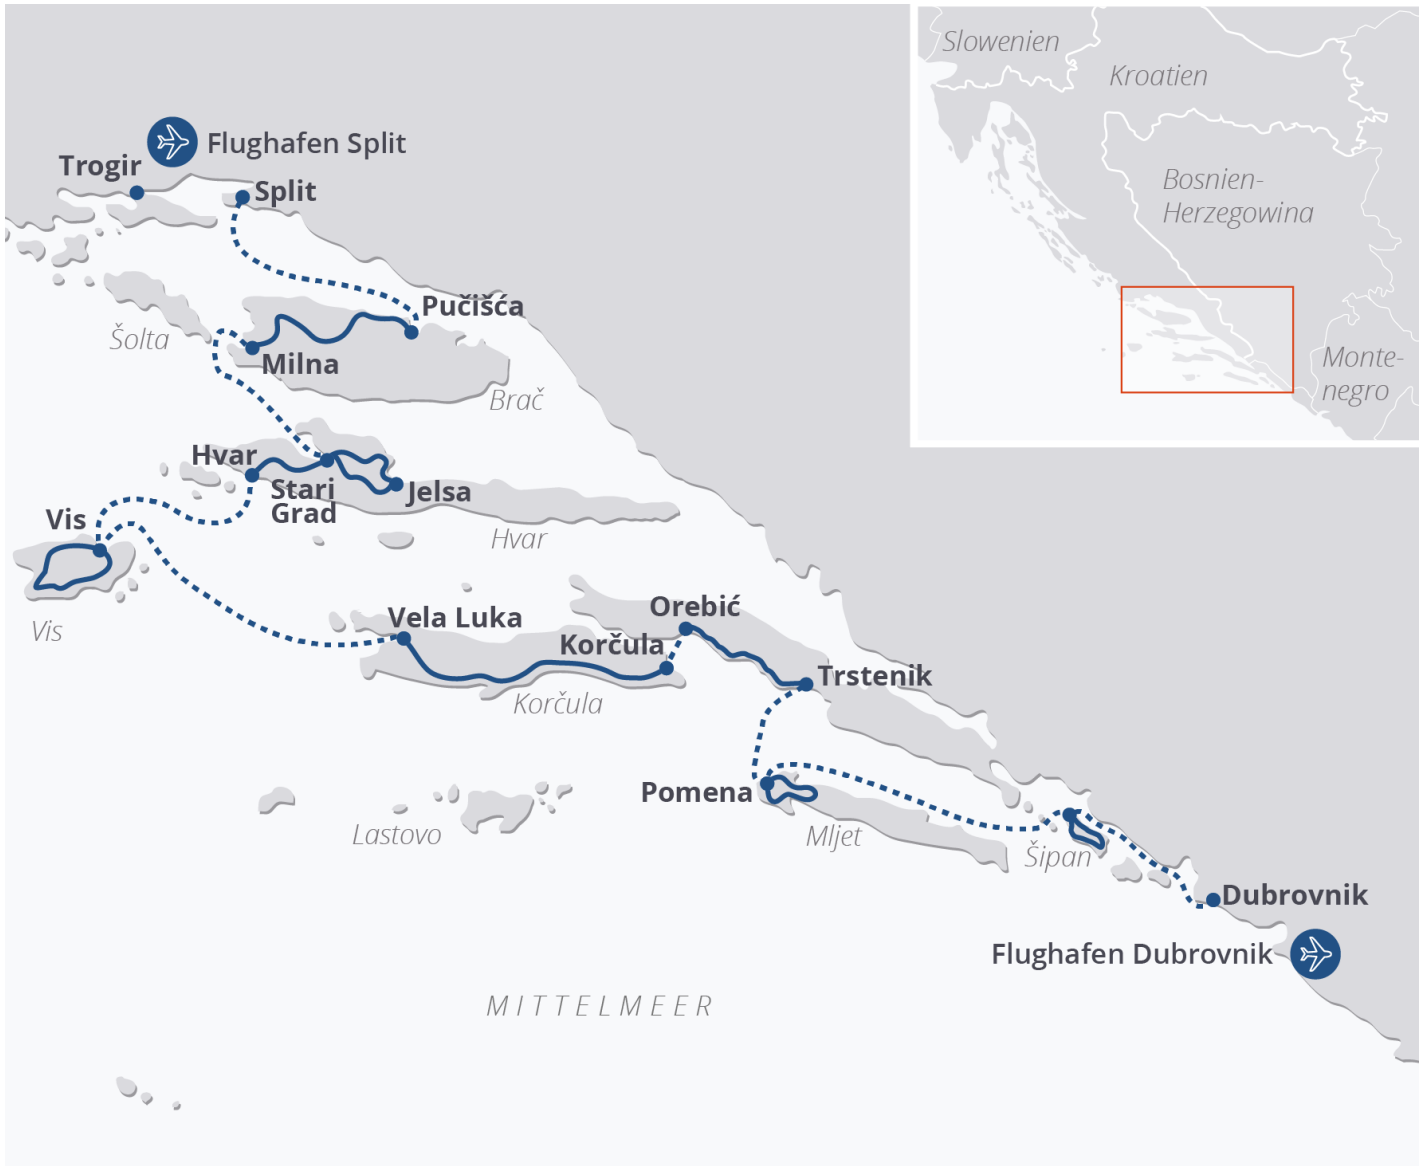 Slowenien
Kroatien
Bosnien-
Herzegowina
Monte-
negro
Flughafen Split
Trogir
Split
Pučišća
Šolta
Milna
Brač
Hvar
Stari
Grad
Jelsa
Hvar
Vis
Vis
Vela Luka
Orebić
Korčula
Korčula
Trstenik
Pomena
Mljet
Lastovo
Šipan
Dubrovnik
Flughafen Dubrovnik
MITTELMEER